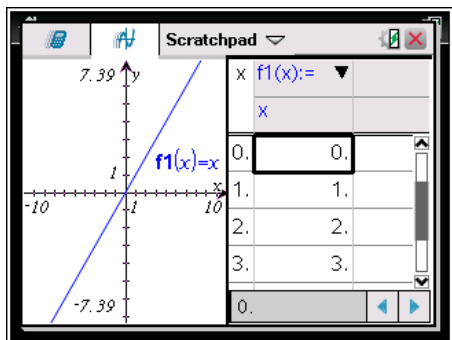 Scratchpad
7.39 y
f1(x)=x
1
x
-10 -1 10
-7.39
x f1(x):= ▼
x
0. 0.
1. 1.
2. 2.
3. 3.
0.